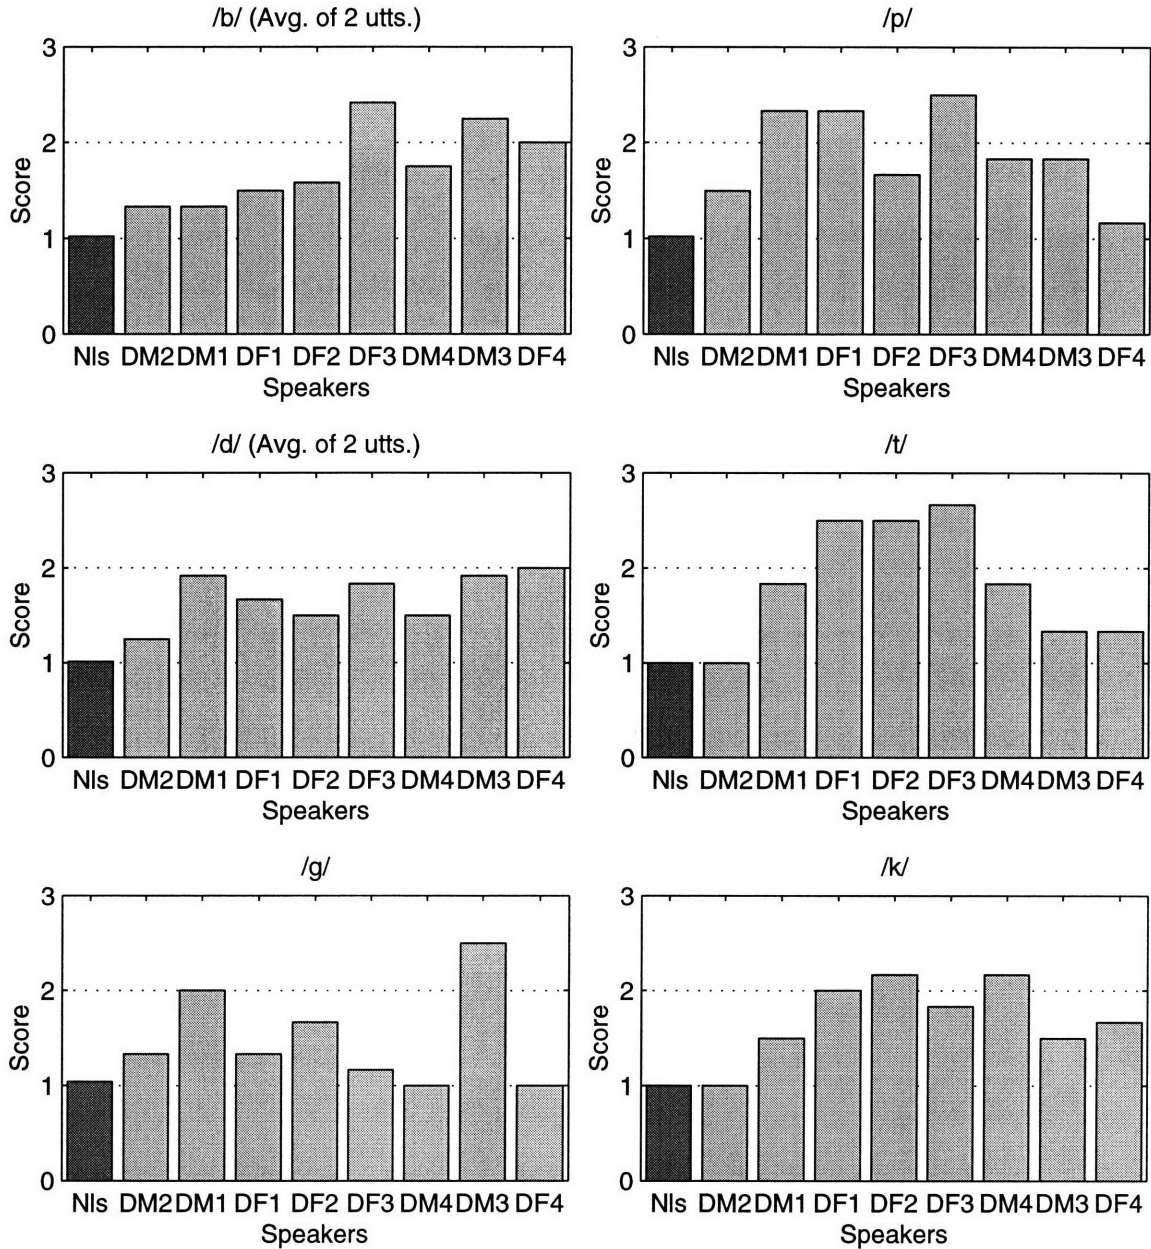 /b/ (Avg. of 2 utts.)
3
2
1
0
Score
Nls DM2 DM1 DF1 DF2 DF3 DM4 DM3 DF4
Speakers
/p/
3
2
1
0
Score
Nls DM2 DM1 DF1 DF2 DF3 DM4 DM3 DF4
Speakers
/d/ (Avg. of 2 utts.)
3
2
1
0
Score
Nls DM2 DM1 DF1 DF2 DF3 DM4 DM3 DF4
Speakers
/t/
3
2
1
0
Score
Nls DM2 DM1 DF1 DF2 DF3 DM4 DM3 DF4
Speakers
/g/
3
2
1
0
Score
Nls DM2 DM1 DF1 DF2 DF3 DM4 DM3 DF4
Speakers
/k/
3
2
1
0
Score
Nls DM2 DM1 DF1 DF2 DF3 DM4 DM3 DF4
Speakers